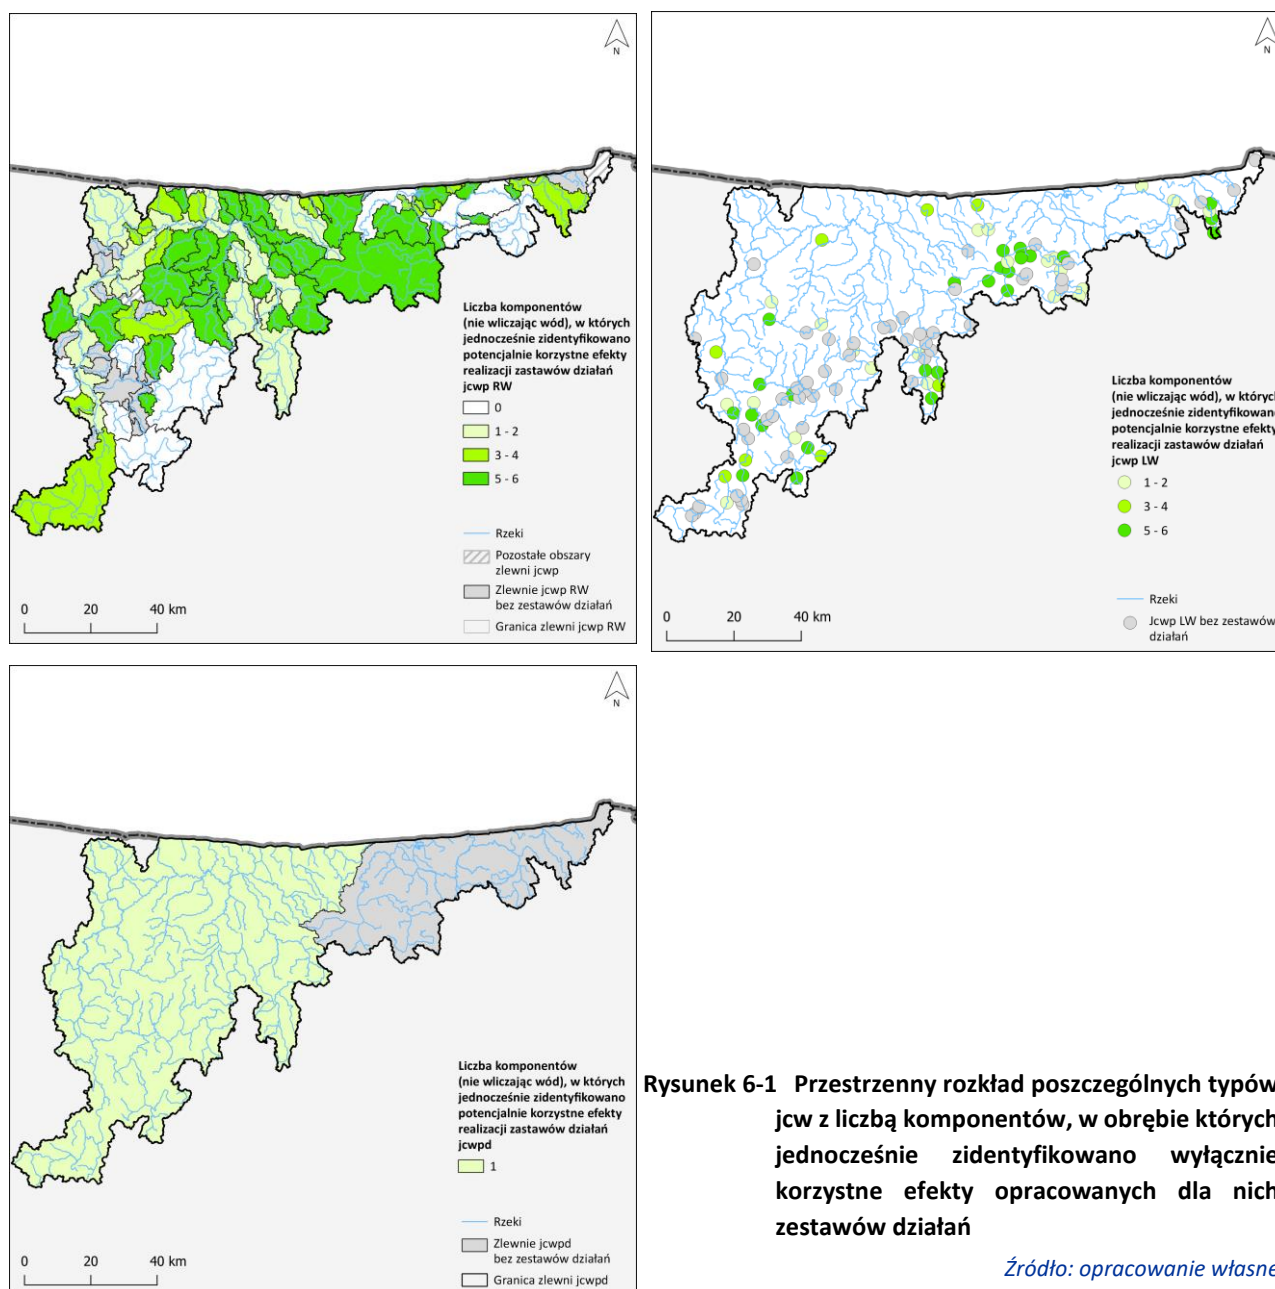 N
Liczba komponentów
(nie wliczając wód), w których
jednocześnie zidentyfikowano
potencjalnie korzystne efekty
realizacji zastawów działań
jcwp RW
0
1 - 2
3 - 4
5 - 6
Rzeki
Pozostałe obszary
zlewni jcwp
Zlewnie jcwp RW
bez zestawów działań
Granica zlewni jcwp RW
0 20 40 km
N
Liczba komponentów
(nie wliczając wód), w których
jednocześnie zidentyfikowano
potencjalnie korzystne efekty
realizacji zastawów działań
jcwp LW
1 - 2
3 - 4
5 - 6
Rzeki
Jcwp LW bez zestawów
działań
0 20 40 km
N
Liczba komponentów
(nie wliczając wód), w których
jednocześnie zidentyfikowano
potencjalnie korzystne efekty
realizacji zastawów działań
jcwpd
1
Rzeki
Zlewnie jcwpd
bez zestawów działań
Granica zlewni jcwpd
0 20 40 km
Rysunek 6-1 Przestrzenny rozkład poszczególnych typów
jcw z liczbą komponentów, w obrębie których
jednocześnie zidentyfikowano wyłącznie
korzystne efekty opracowanych dla nich
zestawów działań
Źródło: opracowanie własne